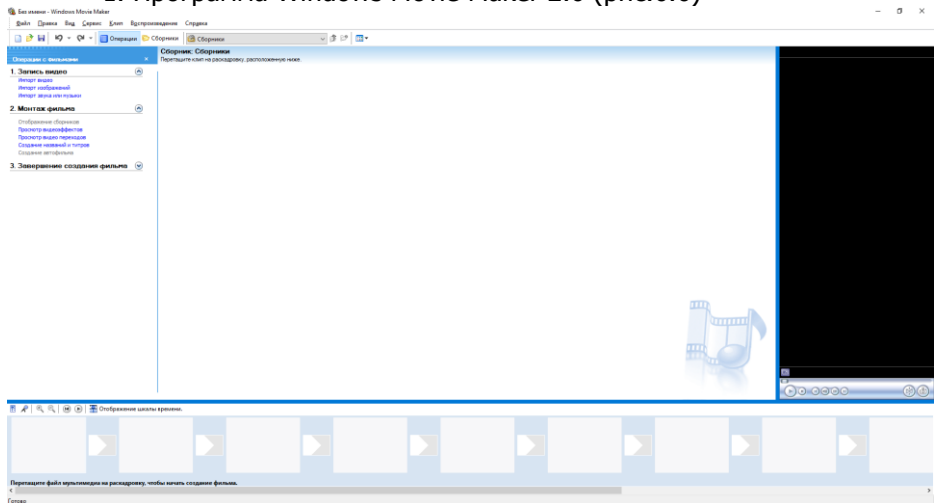 1. Программа Windows Movie Maker 2.6 (рис.6.6)
Без имени - Windows Movie Maker
Файл Правка Вид Сервис Клип Воспроизведение Справка
Операции Сборники Сборники
Операции с фильмами
Сборник: Сборники
Перетащите клип на раскадровку, расположенную ниже.
1. Запись видео
Импорт видео
Импорт изображений
Импорт звука или музыки
2. Монтаж фильма
Отображение сборников
Просмотр видеоэффектов
Просмотр видео переходов
Создание названий и титров
Создание автофильма
3. Завершение создания фильма
Отображение шкалы времени.
Перетащите файл мультимедиа на раскадровку, чтобы начать создание фильма.
Готово